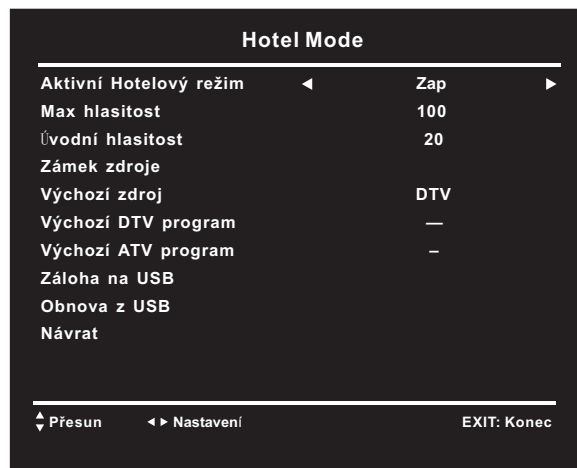 Hotel Mode
Aktivní Hotelový režim ◄ Zap ►
Max hlasitost 100
Úvodní hlasitost 20
Zámek zdroje
Výchozí zdroj DTV
Výchozí DTV program —
Výchozí ATV program –
Záloha na USB
Obnova z USB
Návrat
▲▼ Přesun ◄► Nastavení EXIT: Konec